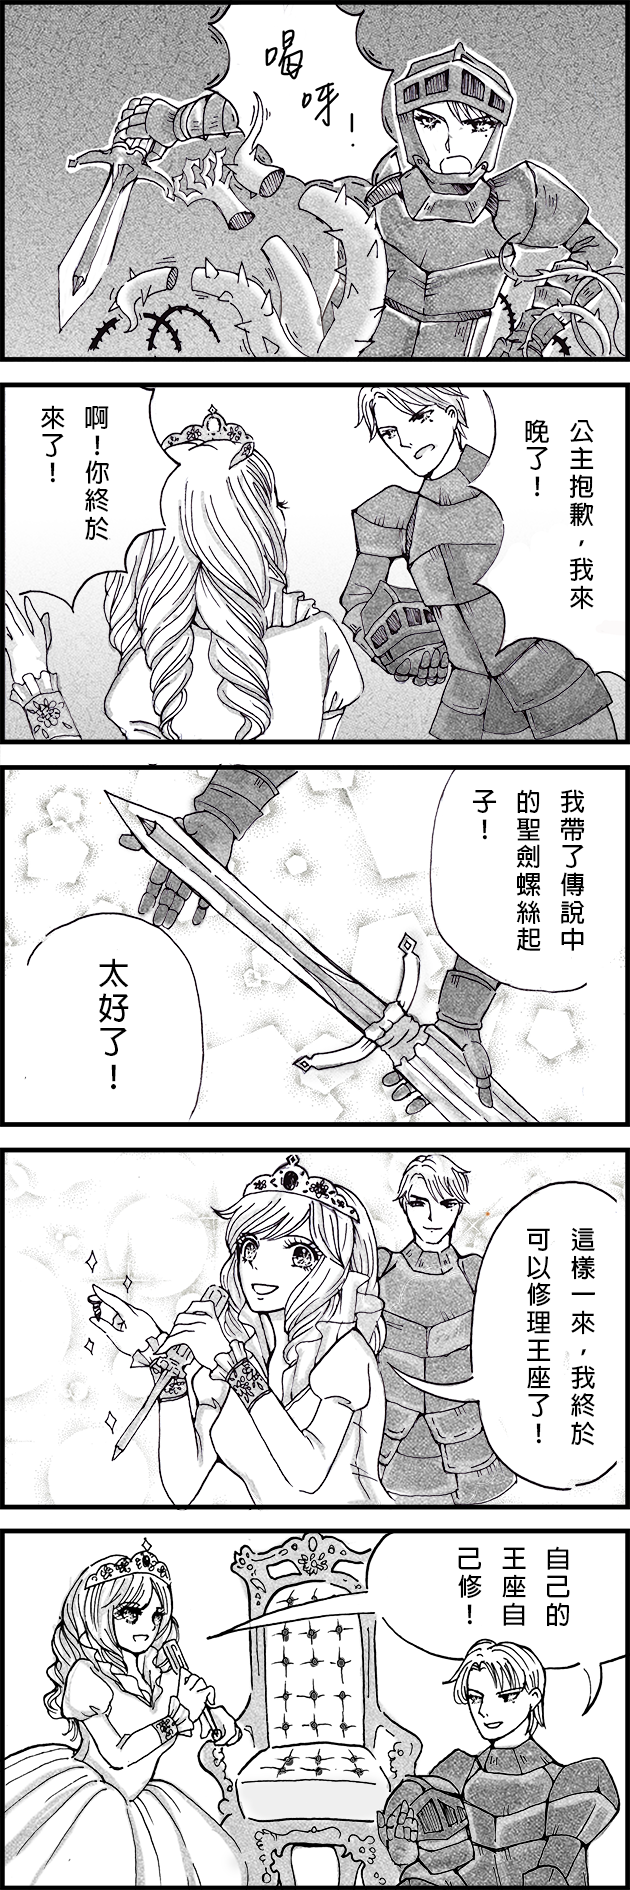 喝
呀！
公主抱歉，我來
晚了！
啊！你終於
來了！
我帶了傳說中
的聖劍螺絲起
子！
太好了！
這樣一來，我終於
可以修理王座了！
自己的
王座自
己修！